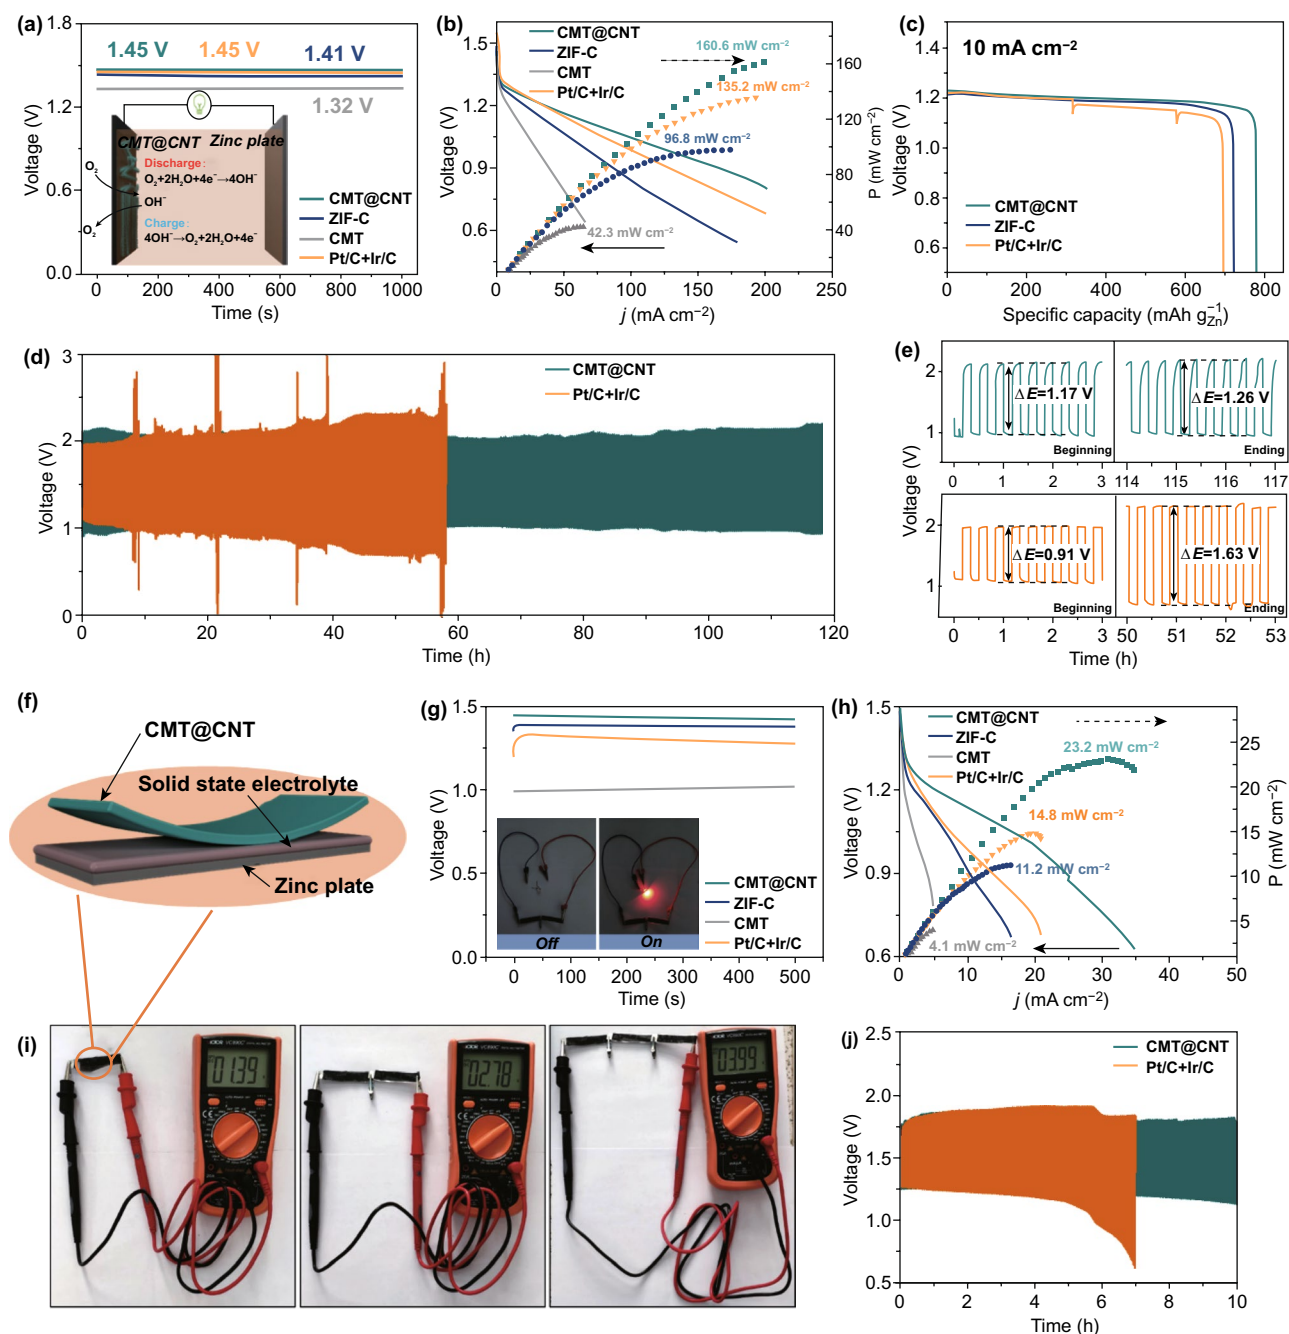 (a)
1.45 V 1.45 V 1.41 V
1.32 V
1.8
1.2
0.6
0.0
Voltage (V)
CMT@CNT Zinc plate
Discharge:
O₂+2H₂O+4e⁻→4OH⁻
OH⁻
Charge:
4OH⁻→O₂+2H₂O+4e⁻
O₂
O₂
CMT@CNT
ZIF-C
CMT
Pt/C+Ir/C
0 200 400 600 800 1000
Time (s)
(b)
CMT@CNT
ZIF-C
CMT
Pt/C+Ir/C
160.6 mW cm⁻²
135.2 mW cm⁻²
96.8 mW cm⁻²
42.3 mW cm⁻²
1.5
1.2
0.9
0.6
Voltage (V)
160
120
80
40
P (mW cm⁻²)
0 50 100 150 200 250
j (mA cm⁻²)
(c)
10 mA cm⁻²
1.4
1.2
1.0
0.8
0.6
Voltage (V)
CMT@CNT
ZIF-C
Pt/C+Ir/C
0 200 400 600 800
Specific capacity (mAh g⁻¹Zn)
(d)
CMT@CNT
Pt/C+Ir/C
3
2
1
0
Voltage (V)
0 20 40 60 80 100 120
Time (h)
(e)
2
1
ΔE=1.17 V
Beginning
0 1 2 3
ΔE=1.26 V
Ending
114 115 116 117
Voltage (V)
2
1
ΔE=0.91 V
Beginning
0 1 2 3
ΔE=1.63 V
Ending
50 51 52 53
Time (h)
(f)
CMT@CNT
Solid state electrolyte
Zinc plate
(g)
1.5
1.0
0.5
0.0
Voltage (V)
Off On
CMT@CNT
ZIF-C
CMT
Pt/C+Ir/C
0 100 200 300 400 500
Time (s)
(h)
CMT@CNT
ZIF-C
CMT
Pt/C+Ir/C
23.2 mW cm⁻²
14.8 mW cm⁻²
11.2 mW cm⁻²
4.1 mW cm⁻²
1.5
1.2
0.9
0.6
Voltage (V)
25
20
15
10
5
P (mW cm⁻²)
0 10 20 30 40 50
j (mA cm⁻²)
(i)
01.39
02.78
03.99
(j)
CMT@CNT
Pt/C+Ir/C
2.5
2.0
1.5
1.0
0.5
Voltage (V)
0 2 4 6 8 10
Time (h)